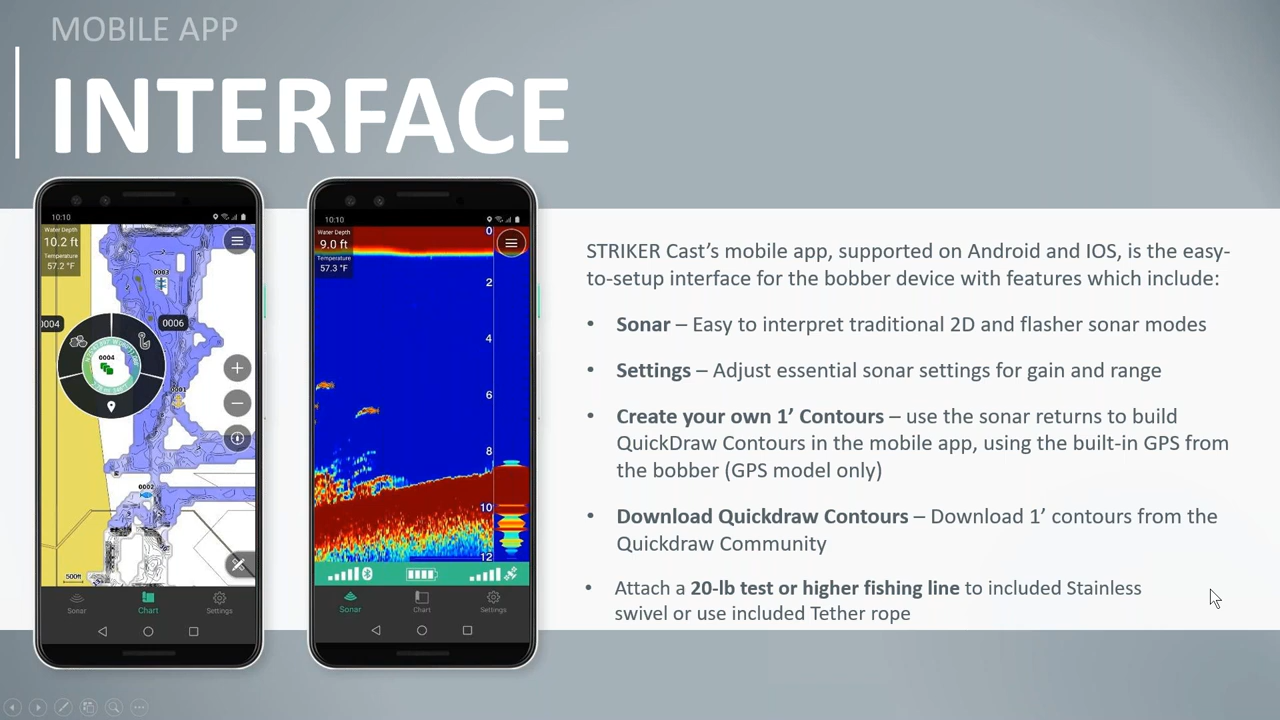 MOBILE APP
INTERFACE
10:10
Water Depth
10.2 ft
Temperature
57.2 °F
0003
0004
0006
0004
0001
0002
500ft
Sonar
Chart
Settings
10:10
Water Depth
9.0 ft
Temperature
57.3 °F
0
2
4
6
8
10
12
Sonar
Chart
Settings
STRIKER Cast’s mobile app, supported on Android and IOS, is the easy-
to-setup interface for the bobber device with features which include:
• Sonar – Easy to interpret traditional 2D and flasher sonar modes
• Settings – Adjust essential sonar settings for gain and range
• Create your own 1’ Contours – use the sonar returns to build
QuickDraw Contours in the mobile app, using the built-in GPS from
the bobber (GPS model only)
• Download Quickdraw Contours – Download 1’ contours from the
Quickdraw Community
• Attach a 20-lb test or higher fishing line to included Stainless
swivel or use included Tether rope